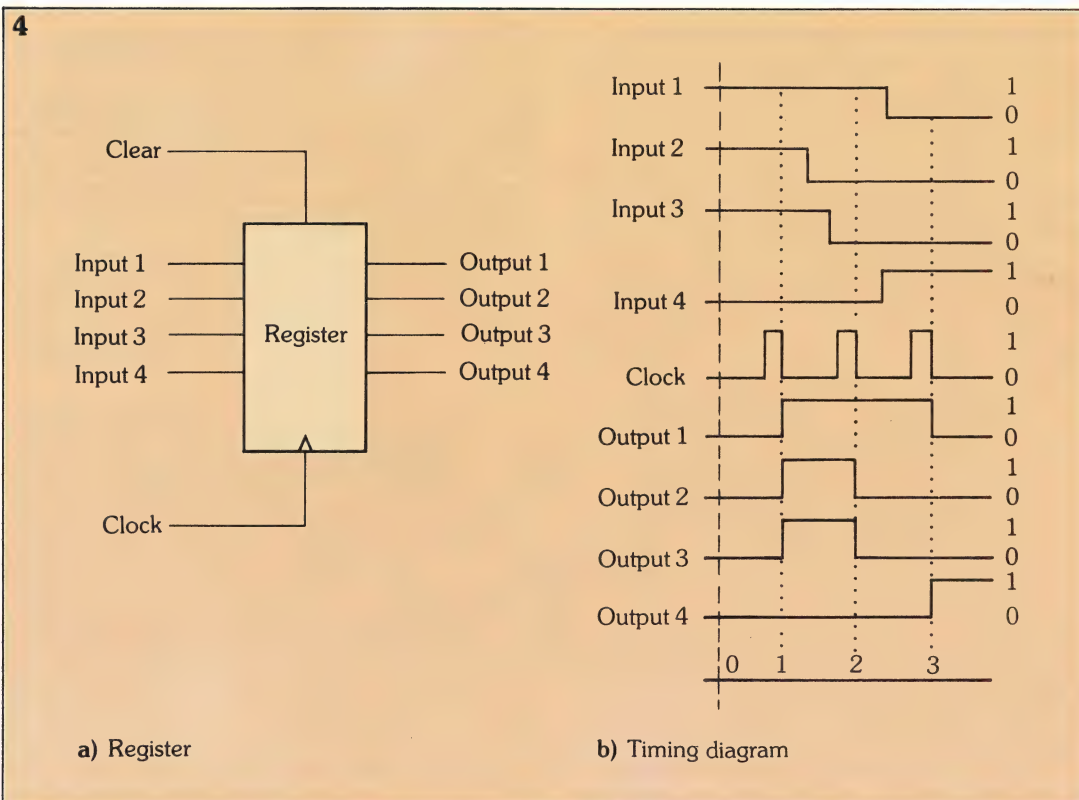 4
Clear
Input 1
Input 2
Input 3
Input 4
Register
Output 1
Output 2
Output 3
Output 4
Clock
a) Register
Input 1
1
0
Input 2
1
0
Input 3
1
0
Input 4
1
0
Clock
1
0
Output 1
1
0
Output 2
1
0
Output 3
1
0
Output 4
1
0
0 1 2 3
b) Timing diagram